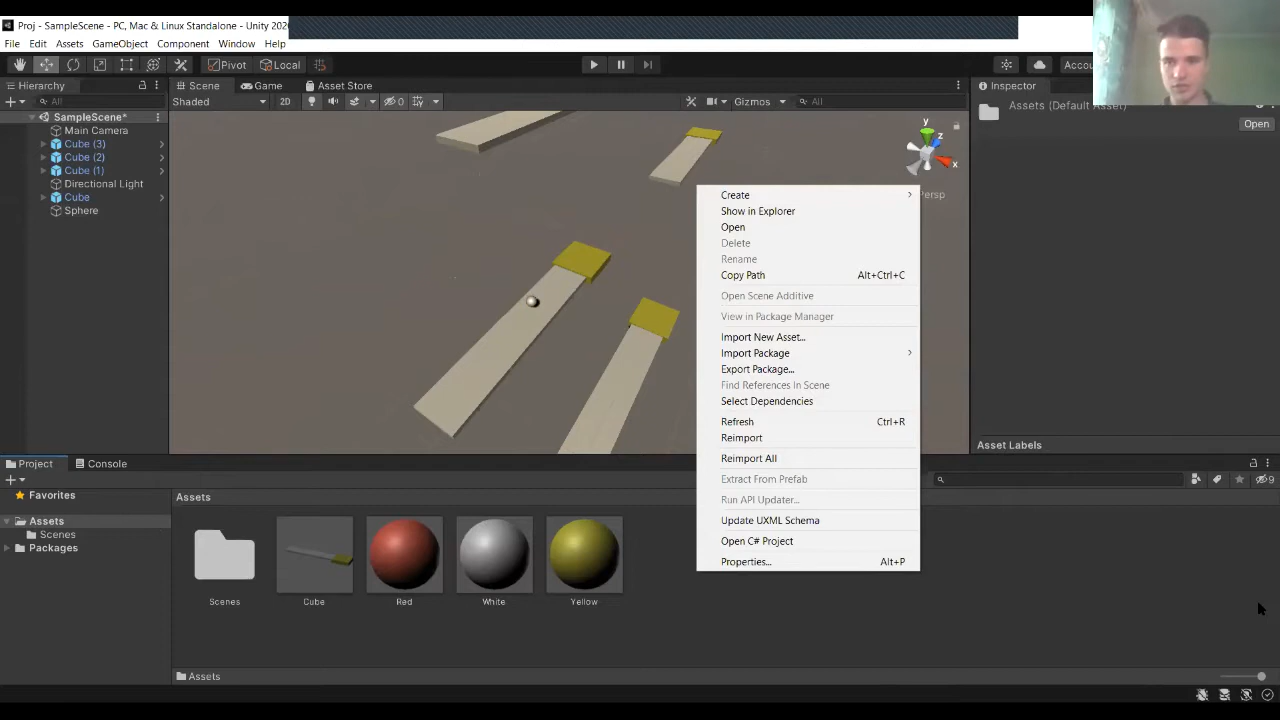 Proj - SampleScene - PC, Mac & Linux Standalone - Unity 202
File Edit Assets GameObject Component Window Help
Pivot Local Accou
Hierarchy Scene Game Asset Store Inspector
All Shaded 2D 0 Gizmos All Assets (Default Asset)
SampleScene* Open
Main Camera
Cube (3)
Cube (2)
Cube (1)
Directional Light
Cube
Sphere
y
z
x
Persp
Create
Show in Explorer
Open
Delete
Rename
Copy Path Alt+Ctrl+C
Open Scene Additive
View in Package Manager
Import New Asset...
Import Package
Export Package...
Find References In Scene
Select Dependencies
Refresh Ctrl+R
Reimport
Reimport All
Extract From Prefab
Run API Updater...
Update UXML Schema
Open C# Project
Properties... Alt+P
Asset Labels
Project Console
9
Favorites
Assets
Scenes
Packages
Assets
Scenes Cube Red White Yellow
Assets